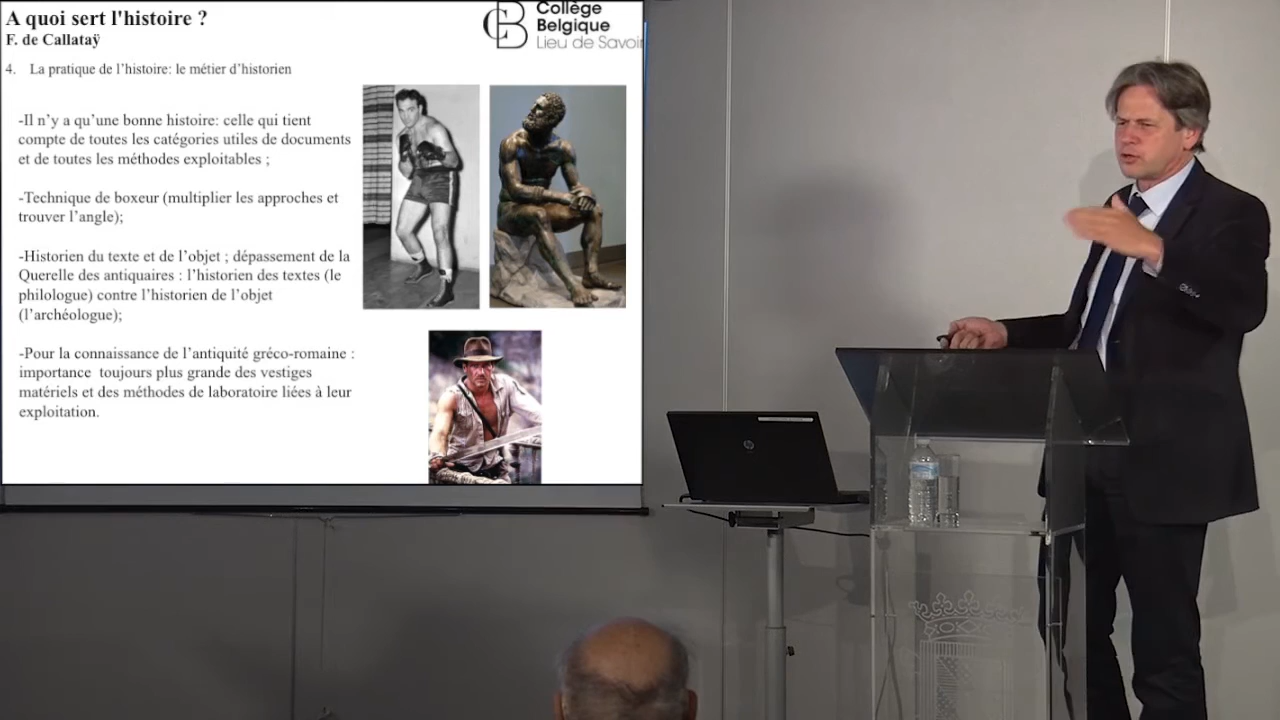 A quoi sert l'histoire ?
F. de Callataÿ
CB
Collège
Belgique
Lieu de Savoir
4. La pratique de l'histoire: le métier d'historien
-Il n'y a qu'une bonne histoire: celle qui tient
compte de toutes les catégories utiles de documents
et de toutes les méthodes exploitables ;
-Technique de boxeur (multiplier les approches et
trouver l'angle);
-Historien du texte et de l'objet ; dépassement de la
Querelle des antiquaires : l'historien des textes (le
philologue) contre l'historien de l'objet
(l'archéologue);
-Pour la connaissance de l'antiquité gréco-romaine :
importance toujours plus grande des vestiges
matériels et des méthodes de laboratoire liées à leur
exploitation.
hp